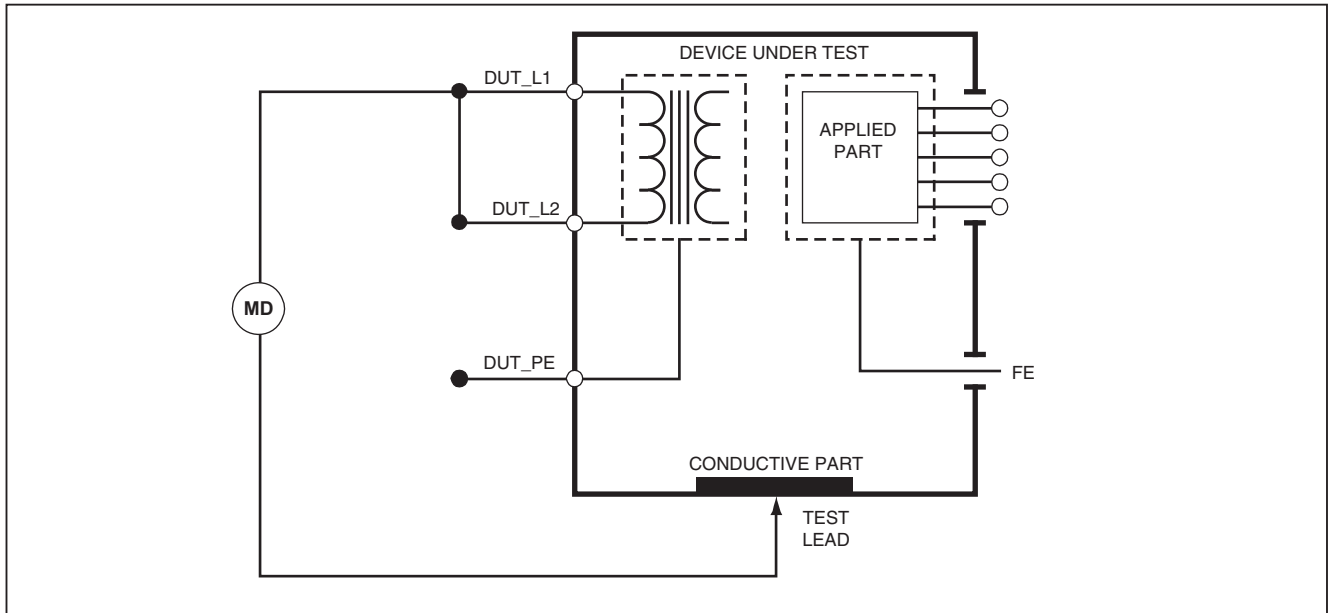 DEVICE UNDER TEST
DUT_L1
APPLIED
PART
DUT_L2
MD
DUT_PE
FE
CONDUCTIVE PART
TEST
LEAD